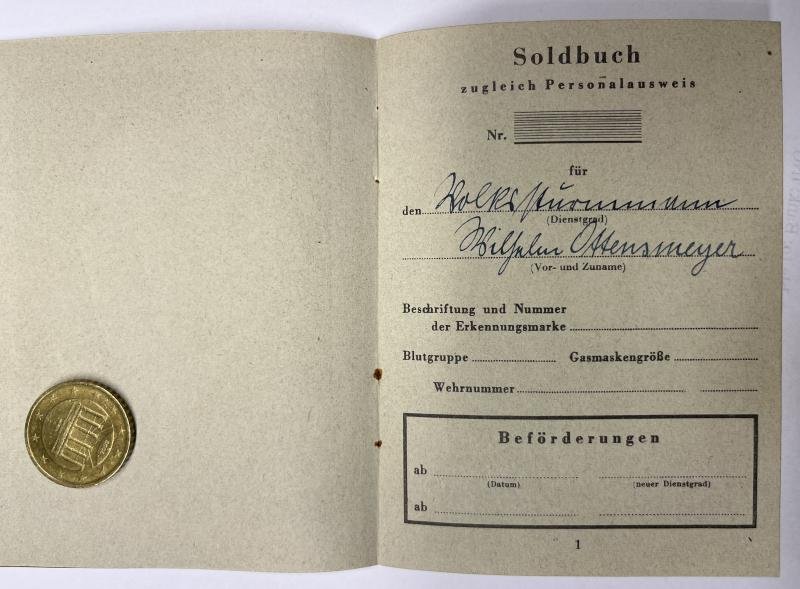 Soldbuch
zugleich Personalausweis
Nr.
für
den Volkssturmmann
(Dienstgrad)
Wilhelm Ottensmeyer
(Vor- und Zuname)
Beschriftung und Nummer
der Erkennungsmarke
Blutgruppe Gasmaskengröße
Wehrnummer
Beförderungen
ab
(Datum) (neuer Dienstgrad)
ab
1